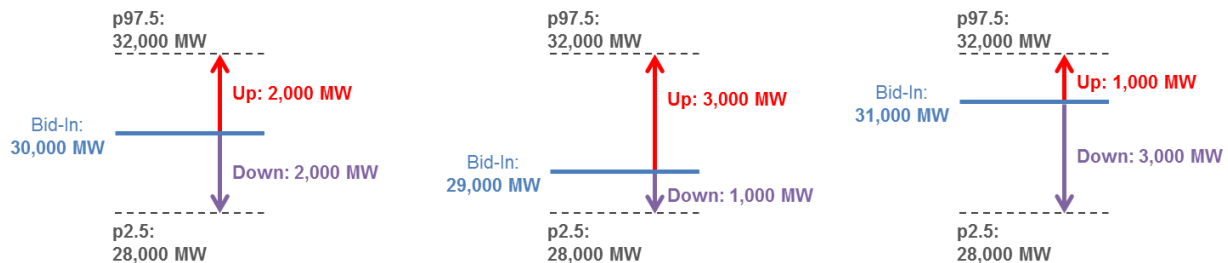 p97.5:
32,000 MW
Up: 2,000 MW
Bid-In:
30,000 MW
Down: 2,000 MW
p2.5:
28,000 MW
p97.5:
32,000 MW
Up: 3,000 MW
Bid-In:
29,000 MW
Down: 1,000 MW
p2.5:
28,000 MW
p97.5:
32,000 MW
Up: 1,000 MW
Bid-In:
31,000 MW
Down: 3,000 MW
p2.5:
28,000 MW